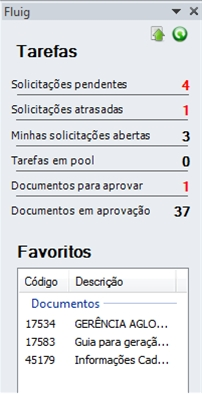 Fluig
Tarefas
Solicitações pendentes 4
Solicitações atrasadas 1
Minhas solicitações abertas 3
Tarefas em pool 0
Documentos para aprovar 1
Documentos em aprovação 37
Favoritos
Código Descrição
Documentos
17534 GERÊNCIA AGLO...
17583 Guia para geraçã...
45179 Informações Cad...